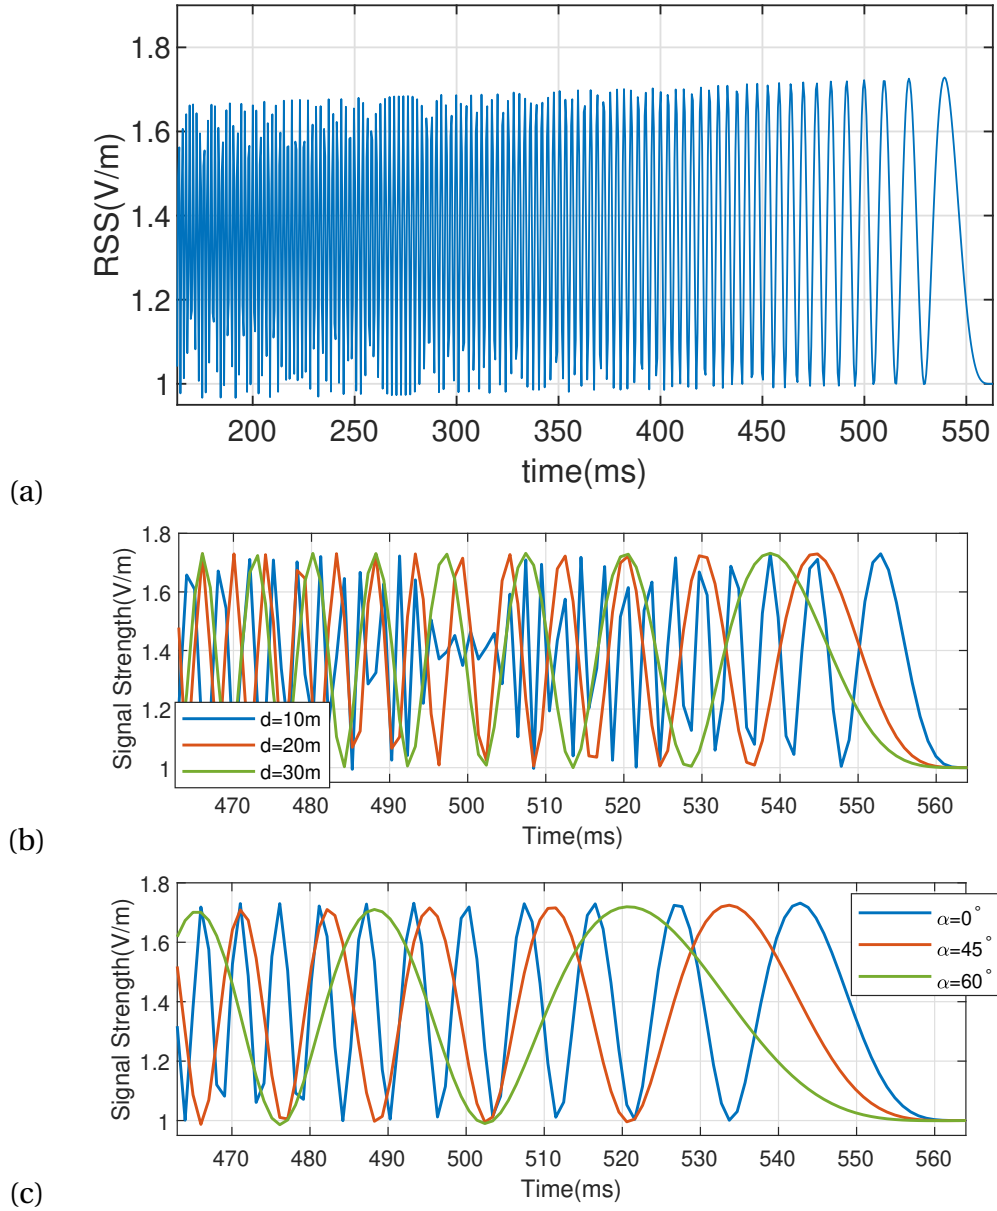 1.8
1.6
1.4
1.2
1
RSS(V/m)
200 250 300 350 400 450 500 550
time(ms)
(a)
1.8
1.6
1.4
1.2
1
Signal Strength(V/m)
d=10m
d=20m
d=30m
470 480 490 500 510 520 530 540 550 560
Time(ms)
(b)
1.8
1.6
1.4
1.2
1
Signal Strength(V/m)
α=0°
α=45°
α=60°
470 480 490 500 510 520 530 540 550 560
Time(ms)
(c)